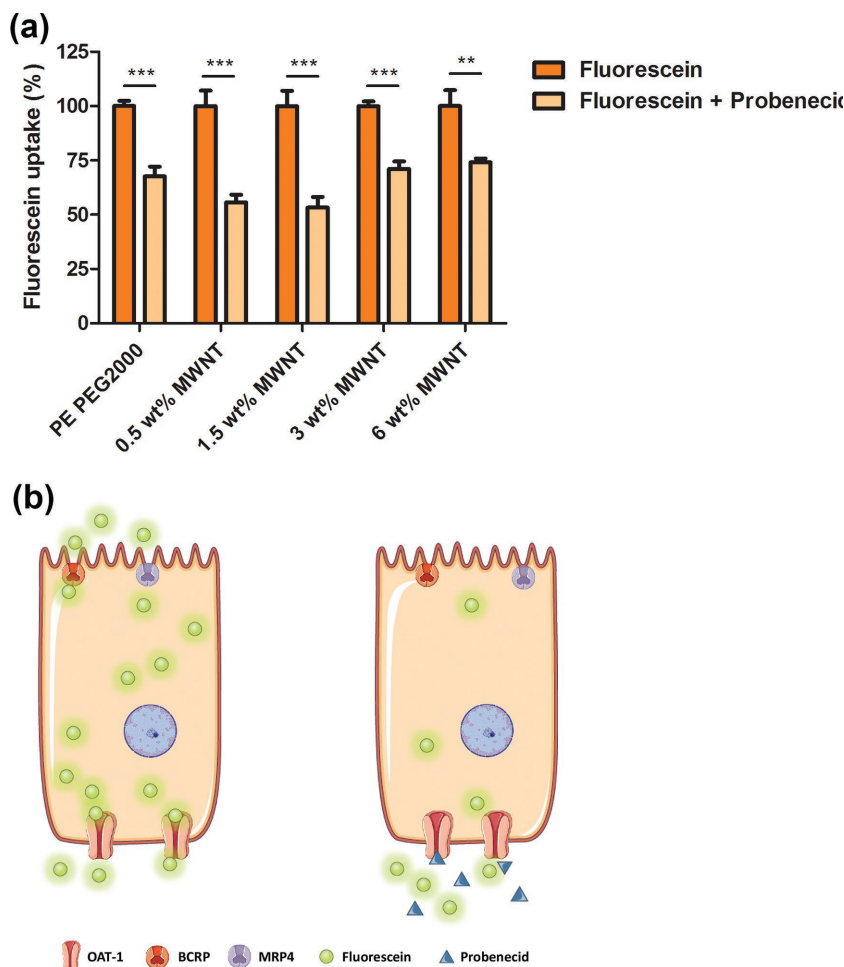 (a)
Fluorescein uptake (%)
125
100
75
50
25
0
***
***
***
***
**
Fluorescein
Fluorescein + Probenecid
PE PEG2000
0.5 wt% MWNT
1.5 wt% MWNT
3 wt% MWNT
6 wt% MWNT
(b)
OAT-1 BCRP MRP4 Fluorescein Probenecid